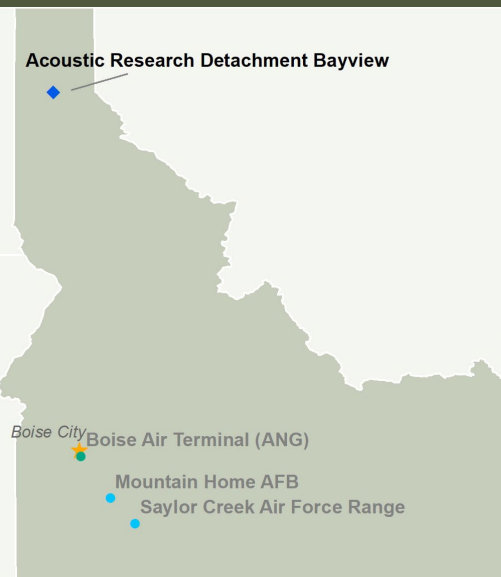 Acoustic Research Detachment Bayview
Boise City
Boise Air Terminal (ANG)
Mountain Home AFB
Saylor Creek Air Force Range